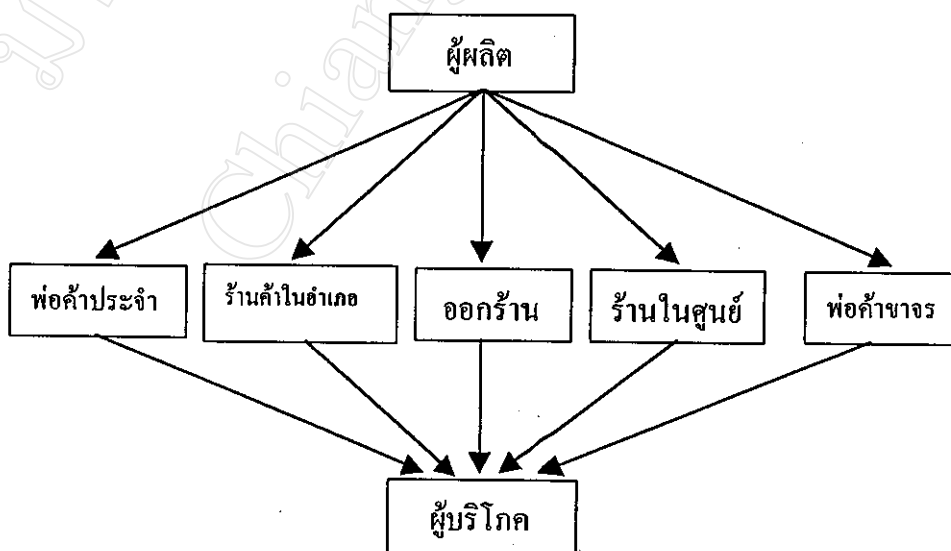 ผู้ผลิต
พ่อค้าประจำ
ร้านค้าในอำเภอ
ออกร้าน
ร้านในศูนย์
พ่อค้าขาจร
ผู้บริโภค
Chiang